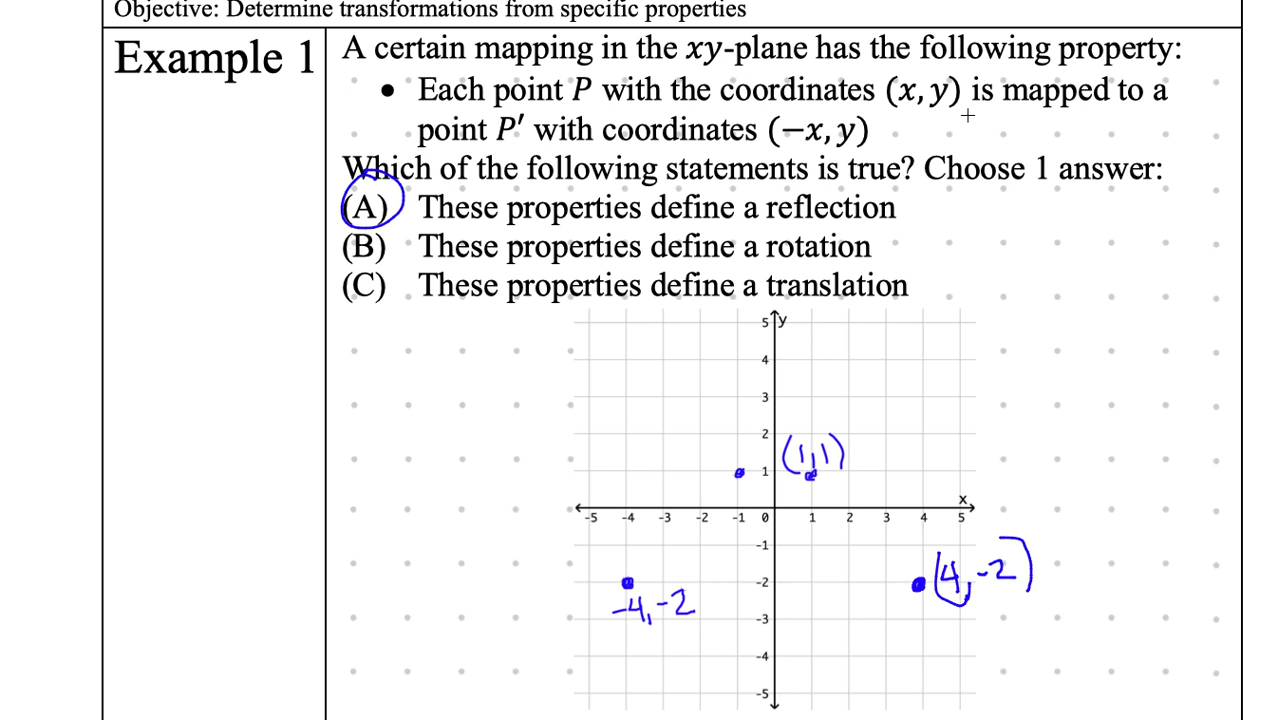 Objective: Determine transformations from specific properties
Example 1
A certain mapping in the xy-plane has the following property:
• Each point P with the coordinates (x, y) is mapped to a
point P′ with coordinates (−x, y)
Which of the following statements is true? Choose 1 answer:
(A) These properties define a reflection
(B) These properties define a rotation
(C) These properties define a translation
5 y
4
3
2
(1,1)
1
x
-5 -4 -3 -2 -1 0 1 2 3 4 5
-1
(4,-2)
-2
-4,-2
-3
-4
-5